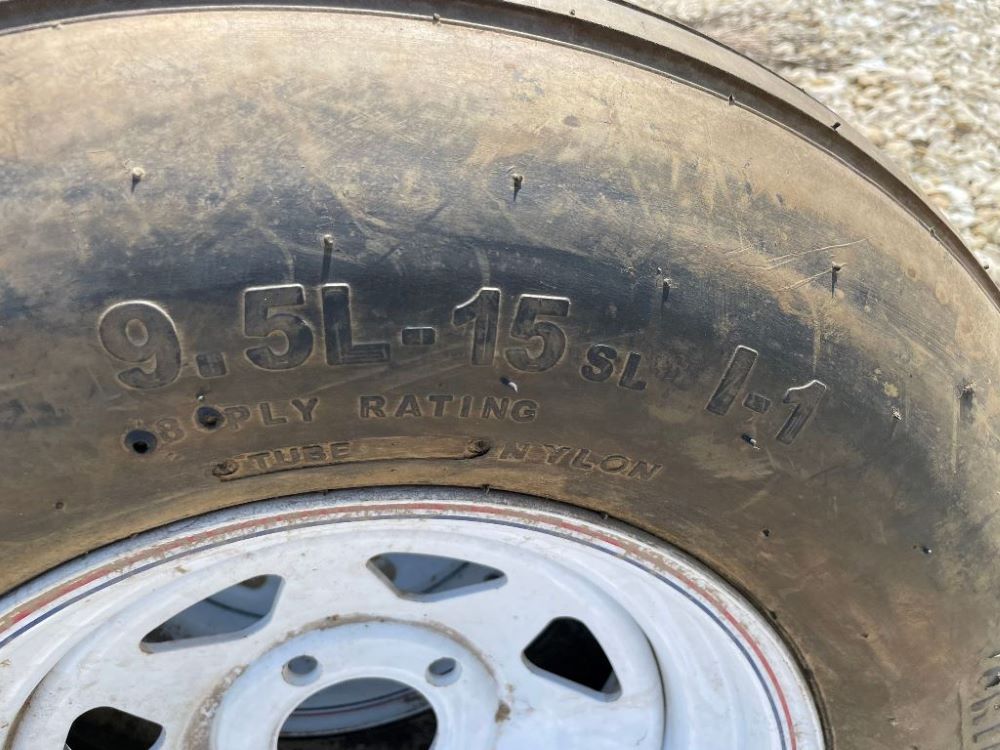 9.5L-15 SL I-1
8 PLY RATING
TUBE NYLON